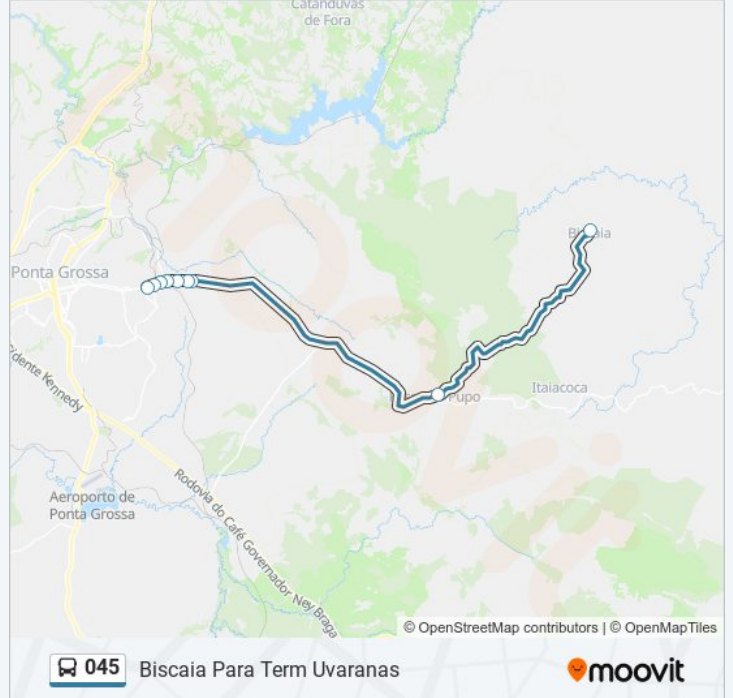 Catanduvas
de Fora
Ponta Grossa
Biscaia
idente Kennedy
Pupo
Itaiacoca
Aeroporto de
Ponta Grossa
Rodovia do Café Governador Ney Braga
© OpenStreetMap contributors | © OpenMapTiles
045 Biscaia Para Term Uvaranas
moovit